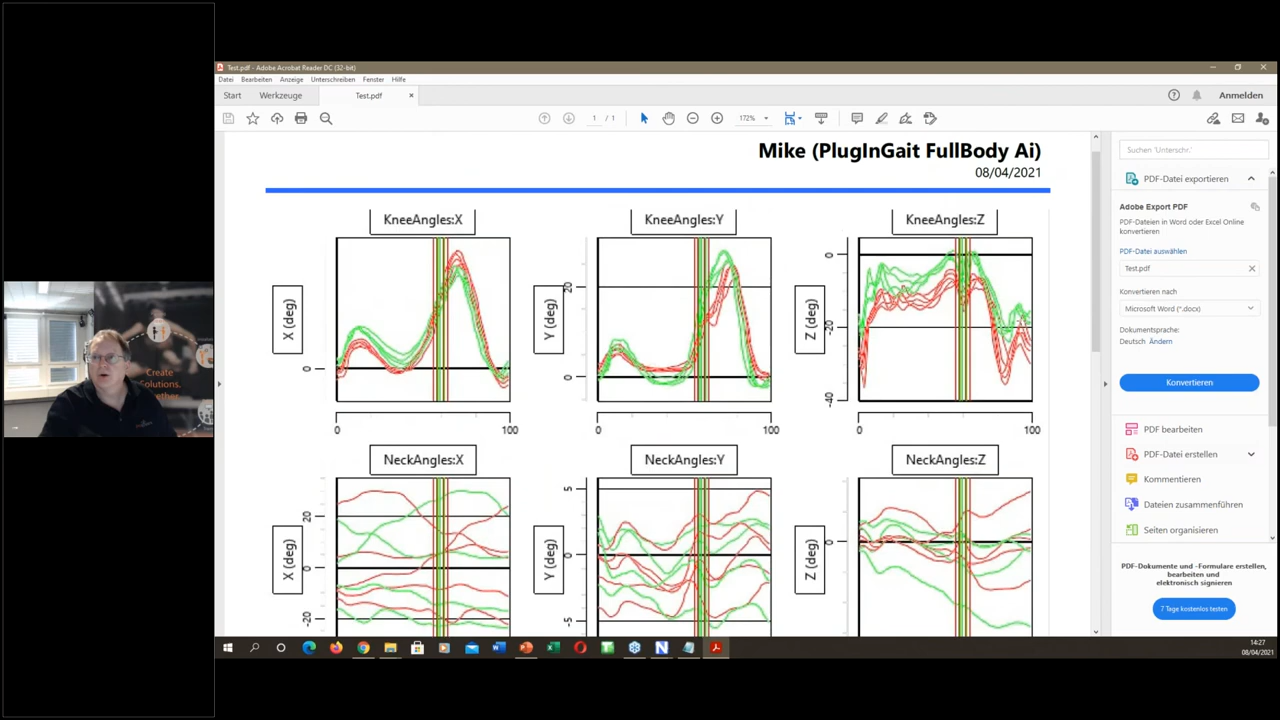 Test.pdf - Adobe Acrobat Reader DC (32-bit)
Datei Bearbeiten Anzeige Unterschreiben Fenster Hilfe
Start Werkzeuge Test.pdf × Anmelden
1 / 1 172%
Mike (PlugInGait FullBody Ai)
08/04/2021
KneeAngles:X KneeAngles:Y KneeAngles:Z
X (deg) 0 0 100
Y (deg) 20 0 0 100
Z (deg) 0 -20 -40 0 100
NeckAngles:X NeckAngles:Y NeckAngles:Z
X (deg) 20 0 -20
Y (deg) 5 0 -5
Z (deg) 0
Suchen 'Unterschr.'
PDF-Datei exportieren
Adobe Export PDF
PDF-Dateien in Word oder Excel Online
konvertieren
PDF-Datei auswählen
Test.pdf
Konvertieren nach
Microsoft Word (*.docx)
Dokumentsprache:
Deutsch Ändern
Konvertieren
PDF bearbeiten
PDF-Datei erstellen
Kommentieren
Dateien zusammenführen
Seiten organisieren
PDF-Dokumente und -Formulare erstellen,
bearbeiten und
elektronisch signieren
7 Tage kostenlos testen
14:27
08/04/2021
Create
Solutions.